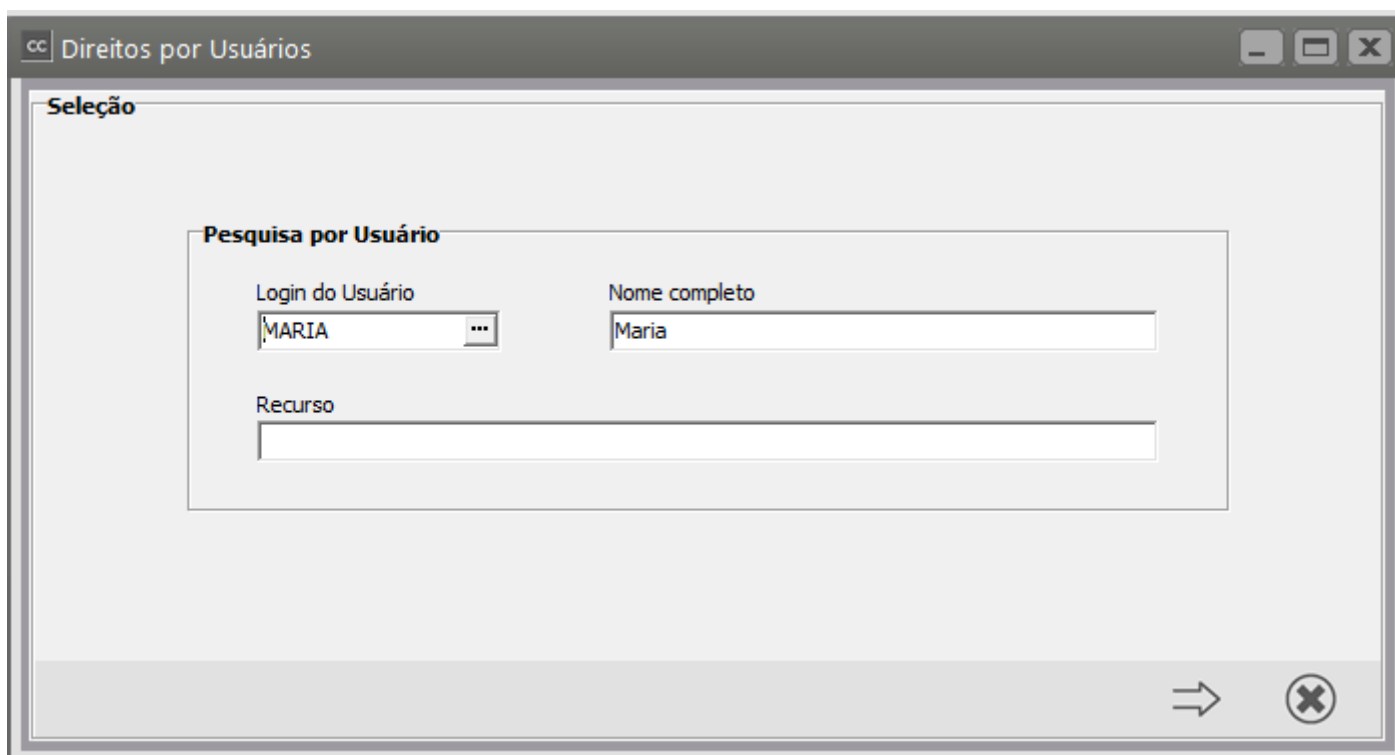 cc Direitos por Usuários
Seleção
Pesquisa por Usuário
Login do Usuário Nome completo
MARIA ... Maria
Recurso